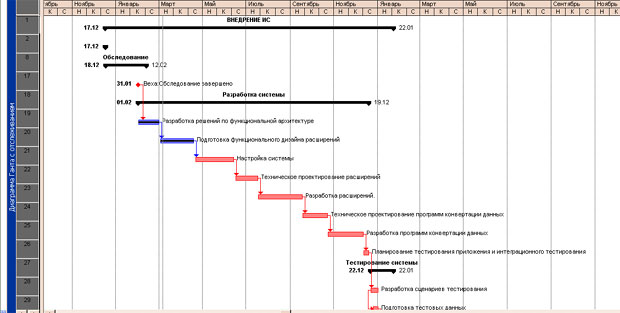 ябрь Ноябрь Январь Март Май Июль Сентябрь Ноябрь Январь Март Май Июль Сентябрь Ноябрь
К С Н К С Н К С Н К С Н К С Н К С Н К С Н К С Н К С Н К С Н К С Н К С Н К С Н К
1 ВНЕДРЕНИЕ ИС
17.12 22.01
2 17.12
8 Обследование
18.12 12.02
17 31.01 Веха:Обследование завершено
18 Разработка системы
01.02 19.12
19 Разработка решений по функциональной архитектуре
20 Подготовка функционального дизайна расширений
21 Настройка системы
22 Техническое проектирование расширений
23 Разработка расширений.
24 Техническое проектирование программ конвертации данных
25 Разработка программ конвертации данных
26 Планирование тестирования приложения и интеграционного тестирования
27 Тестирование системы
22.12 22.01
28 Разработка сценариев тестирования
29 Подготовка тестовых данных
Диаграмма Ганта с отслеживанием